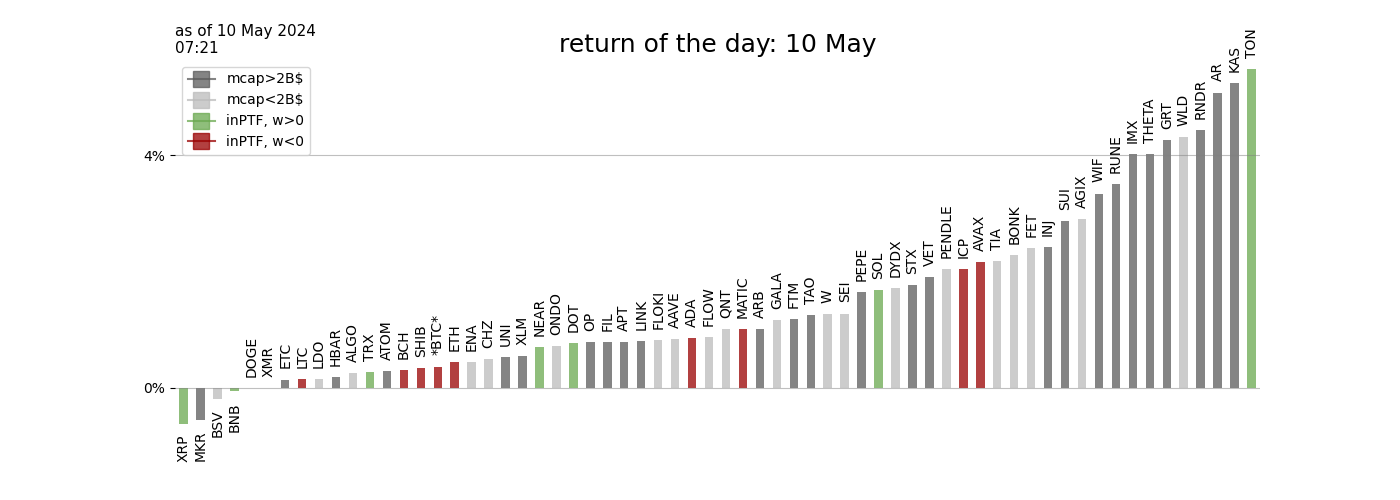 as of 10 May 2024
07:21
return of the day: 10 May
mcap>2B$
mcap<2B$
inPTF, w>0
inPTF, w<0
4%
0%
XRP
MKR
BSV
BNB
DOGE
XMR
ETC
LTC
LDO
HBAR
ALGO
TRX
ATOM
BCH
SHIB
*BTC*
ETH
ENA
CHZ
UNI
XLM
NEAR
ONDO
DOT
OP
FIL
APT
LINK
FLOKI
AAVE
ADA
FLOW
QNT
MATIC
ARB
GALA
FTM
TAO
W
SEI
PEPE
SOL
DYDX
STX
VET
PENDLE
ICP
AVAX
TIA
BONK
FET
INJ
SUI
AGIX
WIF
RUNE
IMX
THETA
GRT
WLD
RNDR
AR
KAS
TON